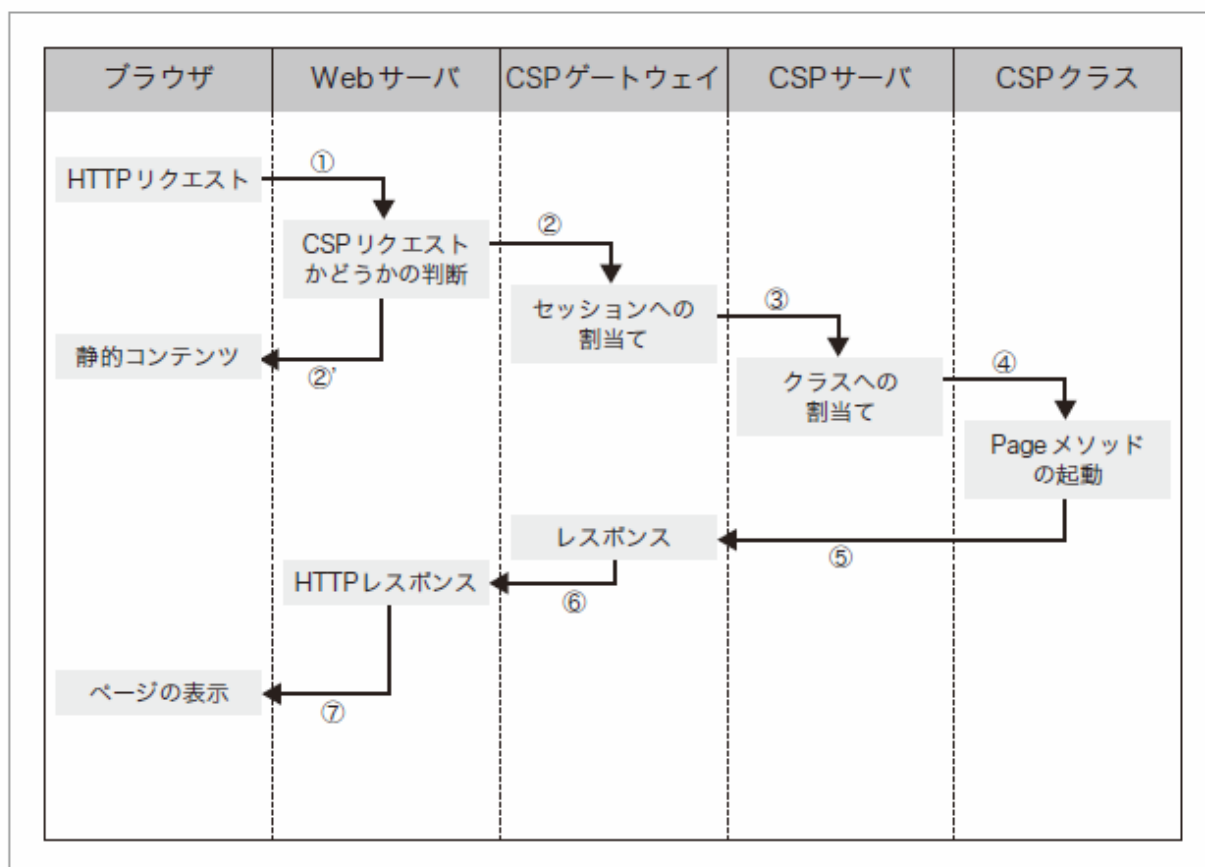 ブラウザ
Webサーバ
CSPゲートウェイ
CSPサーバ
CSPクラス
HTTPリクエスト
①
CSPリクエスト
かどうかの判断
②
セッションへの
割当て
③
静的コンテンツ
②'
クラスへの
割当て
④
Pageメソッド
の起動
レスポンス
⑤
HTTPレスポンス
⑥
ページの表示
⑦